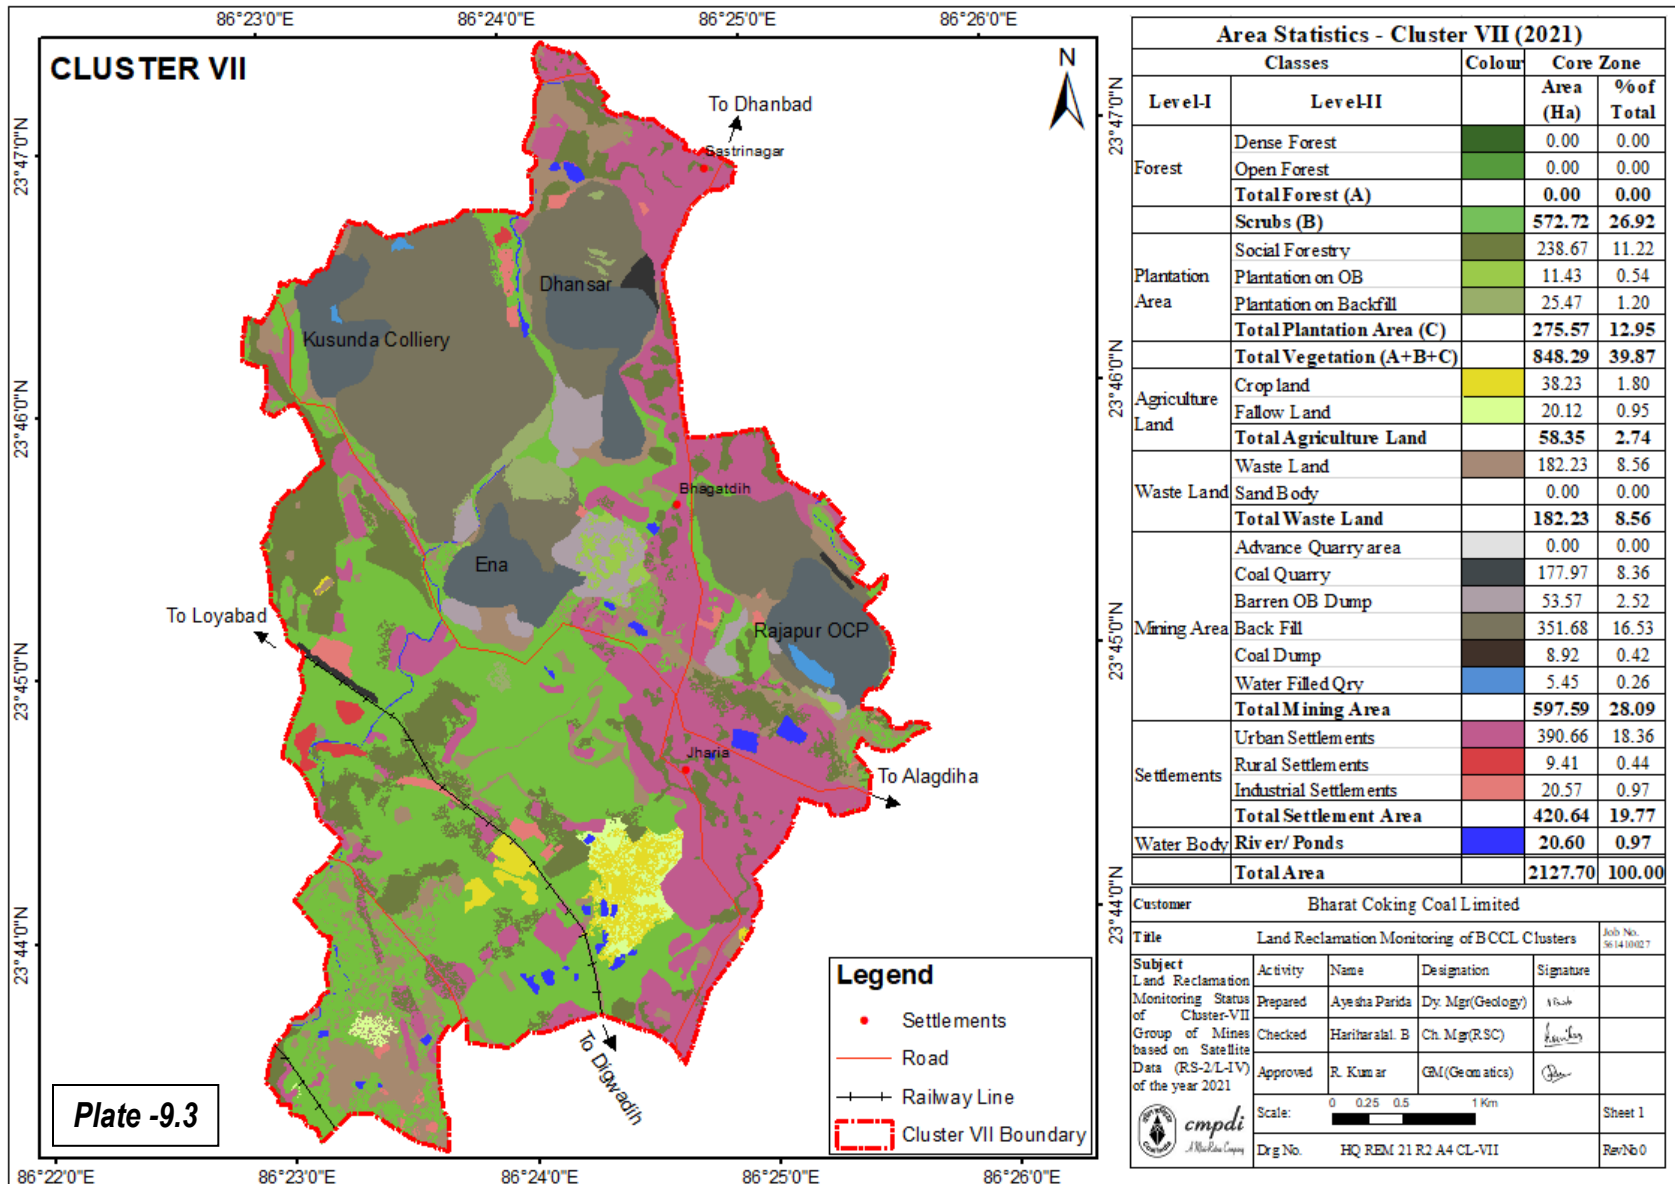 86°23'0"E 86°24'0"E 86°25'0"E 86°26'0"E
CLUSTER VII
N
To Dhanbad
Sastrinagar
23°47'0"N
23°47'0"N
Dhansar
Kusunda Colliery
23°46'0"N
23°46'0"N
Bhagatdih
Ena
To Loyabad
Rajapur OCP
23°45'0"N
23°45'0"N
Jharia
To Alagdiha
23°44'0"N
23°44'0"N
To Digwadih
Plate -9.3
Legend
Settlements
Road
Railway Line
Cluster VII Boundary
86°22'0"E 86°23'0"E 86°24'0"E 86°25'0"E 86°26'0"E
Area Statistics - Cluster VII (2021)
Classes Colour Core Zone
Level-I Level-II Area (Ha) % of Total
Forest
Dense Forest 0.00 0.00
Open Forest 0.00 0.00
Total Forest (A) 0.00 0.00
Scrubs (B) 572.72 26.92
Plantation Area
Social Forestry 238.67 11.22
Plantation on OB 11.43 0.54
Plantation on Backfill 25.47 1.20
Total Plantation Area (C) 275.57 12.95
Total Vegetation (A+B+C) 848.29 39.87
Agriculture Land
Crop land 38.23 1.80
Fallow Land 20.12 0.95
Total Agriculture Land 58.35 2.74
Waste Land
Waste Land 182.23 8.56
Sand Body 0.00 0.00
Total Waste Land 182.23 8.56
Mining Area
Advance Quarry area 0.00 0.00
Coal Quarry 177.97 8.36
Barren OB Dump 53.57 2.52
Back Fill 351.68 16.53
Coal Dump 8.92 0.42
Water Filled Qry 5.45 0.26
Total Mining Area 597.59 28.09
Settlements
Urban Settlements 390.66 18.36
Rural Settlements 9.41 0.44
Industrial Settlements 20.57 0.97
Total Settlement Area 420.64 19.77
Water Body River/ Ponds 20.60 0.97
Total Area 2127.70 100.00
Customer Bharat Coking Coal Limited
Title Land Reclamation Monitoring of BCCL Clusters Job No. 561410027
Subject
Land Reclamation
Monitoring Status
of Cluster-VII
Group of Mines
based on Satellite
Data (RS-2/L-IV)
of the year 2021
Activity Name Designation Signature
Prepared Ayesha Parida Dy. Mgr(Geology)
Checked Hariharalal. B Ch. Mgr(RSC)
Approved R. Kumar GM(Geomatics)
cmpdi
A Mini Ratna Company
Scale: 0 0.25 0.5 1 Km Sheet 1
Drg No. HQ REM 21 R2 A4 CL-VII RevNo0